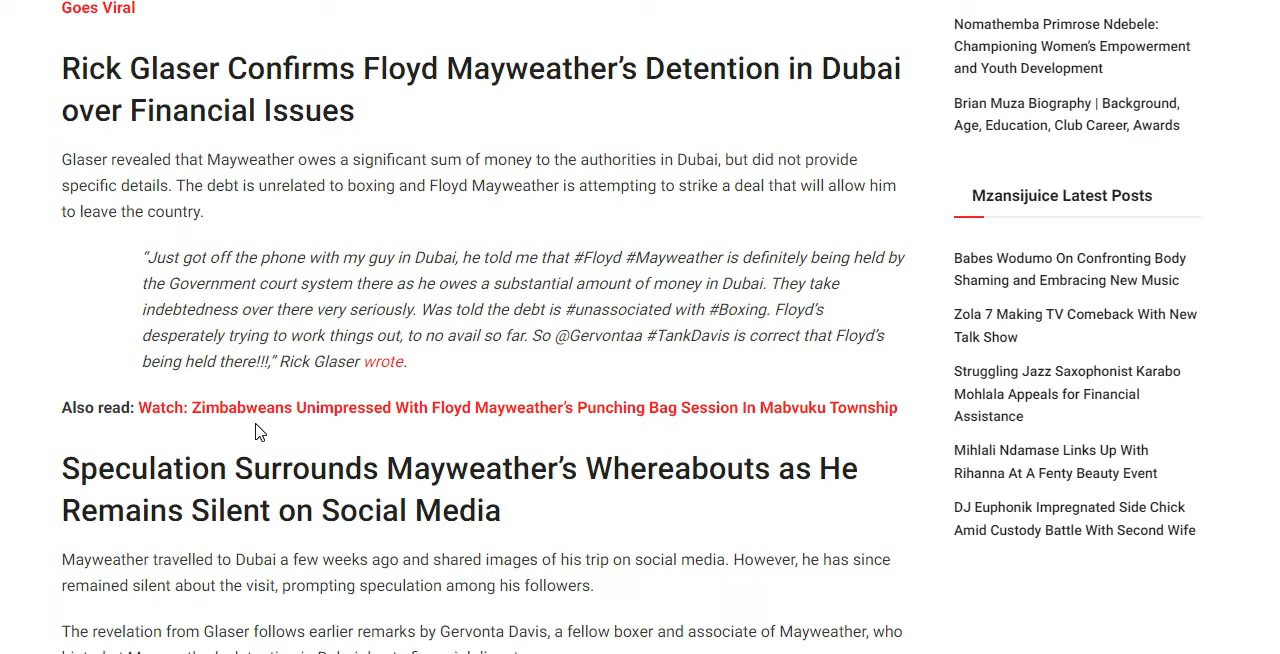 Goes Viral
Rick Glaser Confirms Floyd Mayweather’s Detention in Dubai
over Financial Issues
Glaser revealed that Mayweather owes a significant sum of money to the authorities in Dubai, but did not provide
specific details. The debt is unrelated to boxing and Floyd Mayweather is attempting to strike a deal that will allow him
to leave the country.
“Just got off the phone with my guy in Dubai, he told me that #Floyd #Mayweather is definitely being held by
the Government court system there as he owes a substantial amount of money in Dubai. They take
indebtedness over there very seriously. Was told the debt is #unassociated with #Boxing. Floyd’s
desperately trying to work things out, to no avail so far. So @Gervontaa #TankDavis is correct that Floyd’s
being held there!!!,” Rick Glaser wrote.
Also read: Watch: Zimbabweans Unimpressed With Floyd Mayweather’s Punching Bag Session In Mabvuku Township
Speculation Surrounds Mayweather’s Whereabouts as He
Remains Silent on Social Media
Mayweather travelled to Dubai a few weeks ago and shared images of his trip on social media. However, he has since
remained silent about the visit, prompting speculation among his followers.
The revelation from Glaser follows earlier remarks by Gervonta Davis, a fellow boxer and associate of Mayweather, who
Nomathemba Primrose Ndebele:
Championing Women’s Empowerment
and Youth Development
Brian Muza Biography | Background,
Age, Education, Club Career, Awards
Mzansijuice Latest Posts
Babes Wodumo On Confronting Body
Shaming and Embracing New Music
Zola 7 Making TV Comeback With New
Talk Show
Struggling Jazz Saxophonist Karabo
Mohlala Appeals for Financial
Assistance
Mihlali Ndamase Links Up With
Rihanna At A Fenty Beauty Event
DJ Euphonik Impregnated Side Chick
Amid Custody Battle With Second Wife